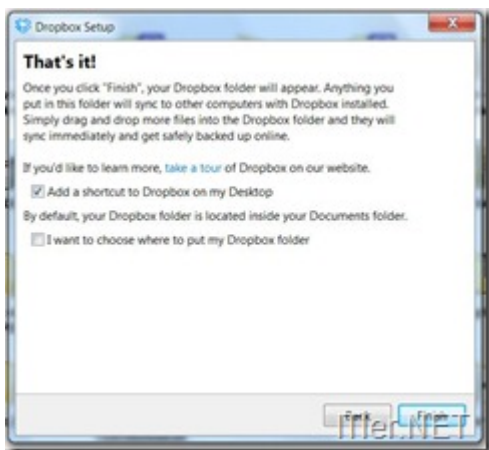 Dropbox Setup
That's it!
Once you click "Finish", your Dropbox folder will appear. Anything you
put in this folder will sync to other computers with Dropbox installed.
Simply drag and drop more files into the Dropbox folder and they will
sync immediately and get safely backed up online.
If you'd like to learn more, take a tour of Dropbox on our website.
Add a shortcut to Dropbox on my Desktop
By default, your Dropbox folder is located inside your Documents folder.
I want to choose where to put my Dropbox folder
Back Finish